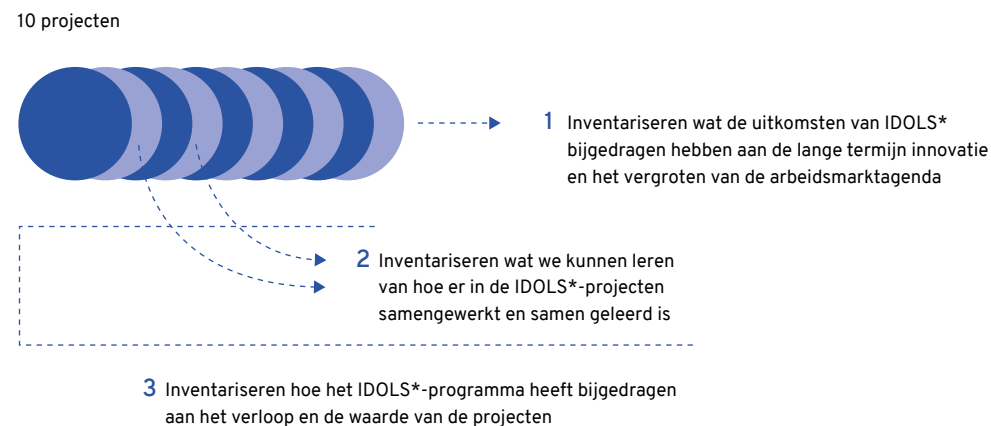 10 projecten
1 Inventariseren wat de uitkomsten van IDOLS*
bijgedragen hebben aan de lange termijn innovatie
en het vergroten van de arbeidsmarktagenda
2 Inventariseren wat we kunnen leren
van hoe er in de IDOLS*-projecten
samengewerkt en samen geleerd is
3 Inventariseren hoe het IDOLS*-programma heeft bijgedragen
aan het verloop en de waarde van de projecten